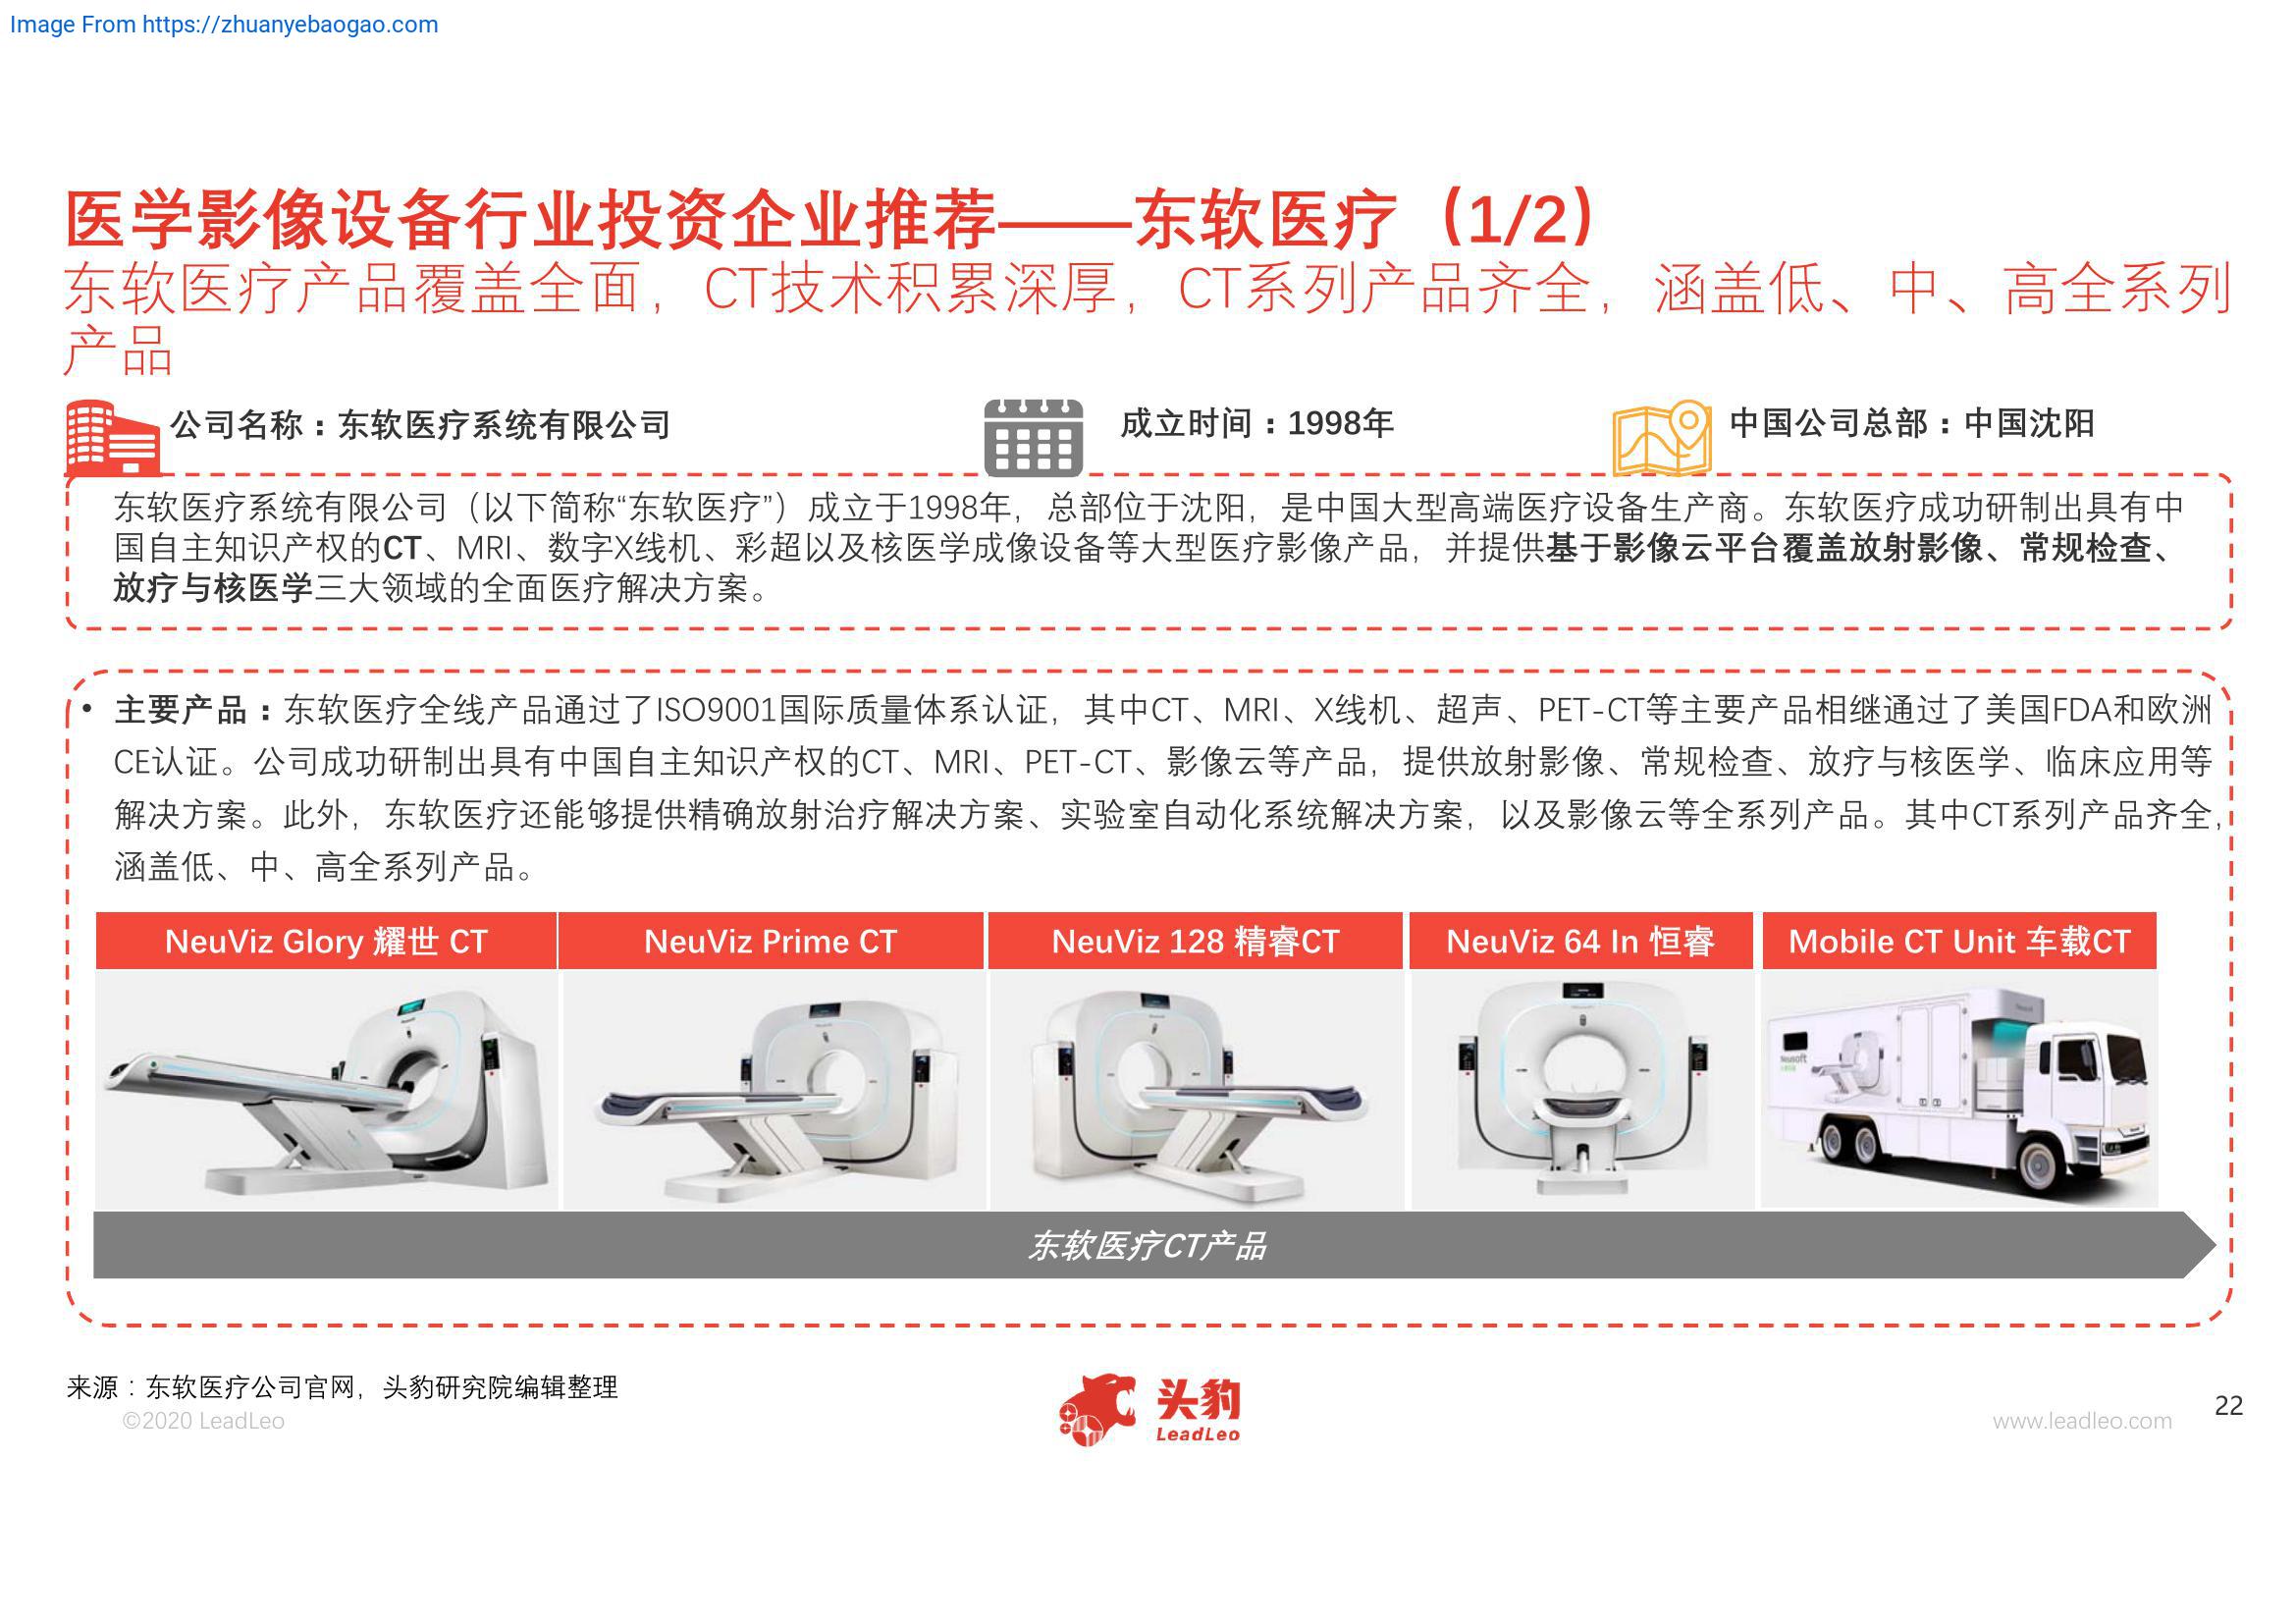 Image From https://zhuanyebaogao.com
医学影像设备行业投资企业推荐——东软医疗（1/2）
东软医疗产品覆盖全面，CT技术积累深厚，CT系列产品齐全，涵盖低、中、高全系列
产品
公司名称：东软医疗系统有限公司
成立时间：1998年
中国公司总部：中国沈阳
东软医疗系统有限公司（以下简称“东软医疗”）成立于1998年，总部位于沈阳，是中国大型高端医疗设备生产商。东软医疗成功研制出具有中
国自主知识产权的CT、MRI、数字X线机、彩超以及核医学成像设备等大型医疗影像产品，并提供基于影像云平台覆盖放射影像、常规检查、
放疗与核医学三大领域的全面医疗解决方案。
• 主要产品：东软医疗全线产品通过了ISO9001国际质量体系认证，其中CT、MRI、X线机、超声、PET-CT等主要产品相继通过了美国FDA和欧洲
CE认证。公司成功研制出具有中国自主知识产权的CT、MRI、PET-CT、影像云等产品，提供放射影像、常规检查、放疗与核医学、临床应用等
解决方案。此外，东软医疗还能够提供精确放射治疗解决方案、实验室自动化系统解决方案，以及影像云等全系列产品。其中CT系列产品齐全，
涵盖低、中、高全系列产品。
NeuViz Glory 耀世 CT
NeuViz Prime CT
NeuViz 128 精睿CT
NeuViz 64 In 恒睿
Mobile CT Unit 车载CT
Neusoft
东软医疗CT产品
来源：东软医疗公司官网，头豹研究院编辑整理
©2020 LeadLeo
头豹
LeadLeo
www.leadleo.com
22